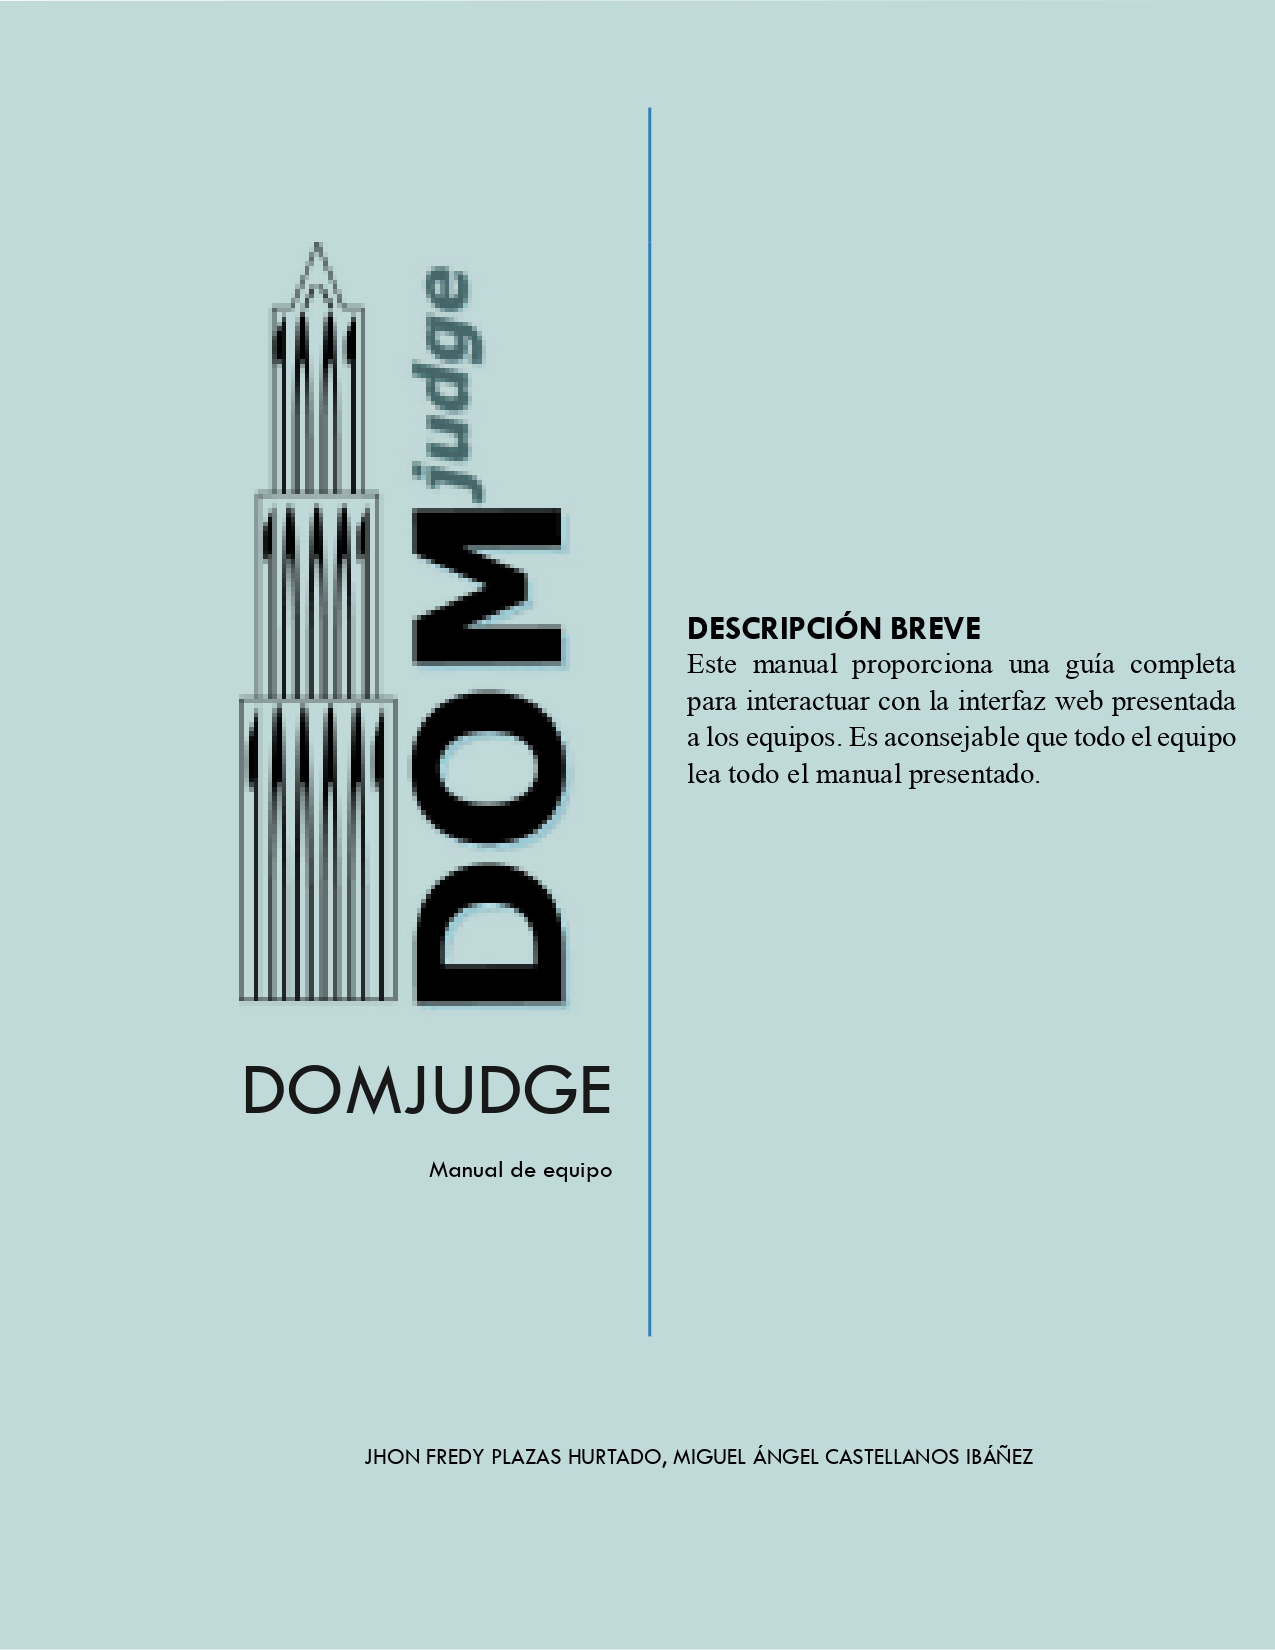 DOMjudge
DOMJUDGE
Manual de equipo
DESCRIPCIÓN BREVE
Este manual proporciona una guía completa
para interactuar con la interfaz web presentada
a los equipos. Es aconsejable que todo el equipo
lea todo el manual presentado.
JHON FREDY PLAZAS HURTADO, MIGUEL ÁNGEL CASTELLANOS IBÁÑEZ